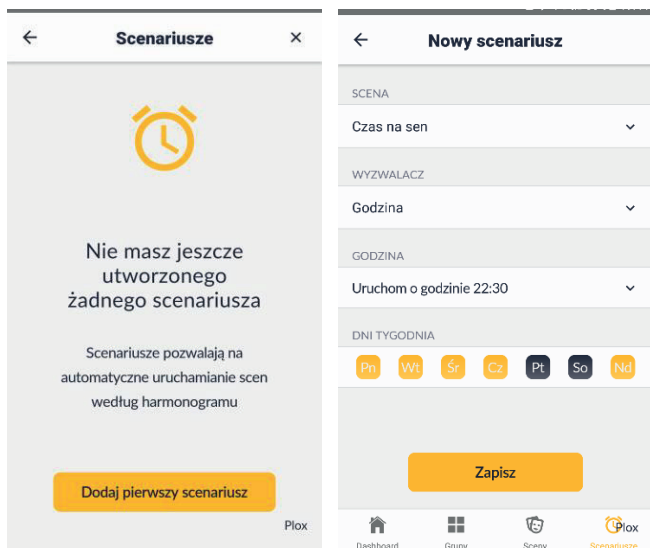 Scenariusze
Nie masz jeszcze
utworzonego
żadnego scenariusza
Scenariusze pozwalają na
automatyczne uruchamianie scen
według harmonogramu
Dodaj pierwszy scenariusz
Plox
Nowy scenariusz
SCENA
Czas na sen
WYZWALACZ
Godzina
GODZINA
Uruchom o godzinie 22:30
DNI TYGODNIA
Pn Wt Śr Cz Pt So Nd
Zapisz
Plox
Dashboard Grupy Sceny Scenariusze